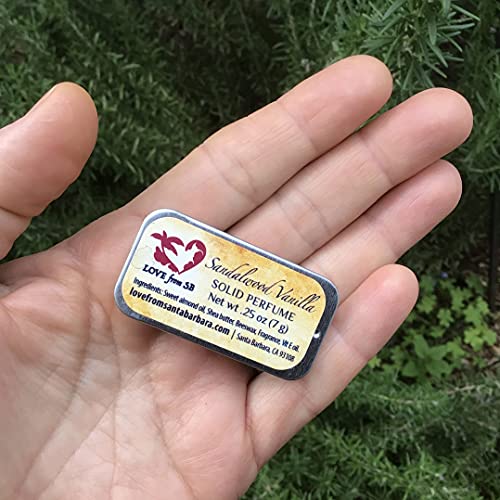 LOVE from SB
Sandalwood Vanilla
SOLID PERFUME
Net wt .25 oz (7 g)
Ingredients: Sweet almond oil, Shea butter, Beeswax, Fragrance, Vit E oil.
lovefromsantabarbara.com | Santa Barbara, CA 93108